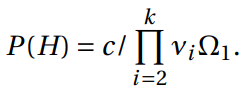 P(H) = c/ ∏_{i=2}^{k} ν_i Ω_1.